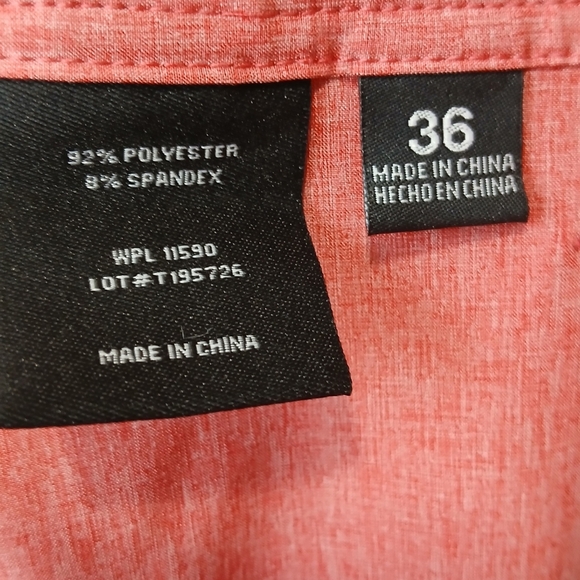 92% POLYESTER
8% SPANDEX
WPL 11590
LOT#T195726
MADE IN CHINA
36
MADE IN CHINA
HECHO EN CHINA